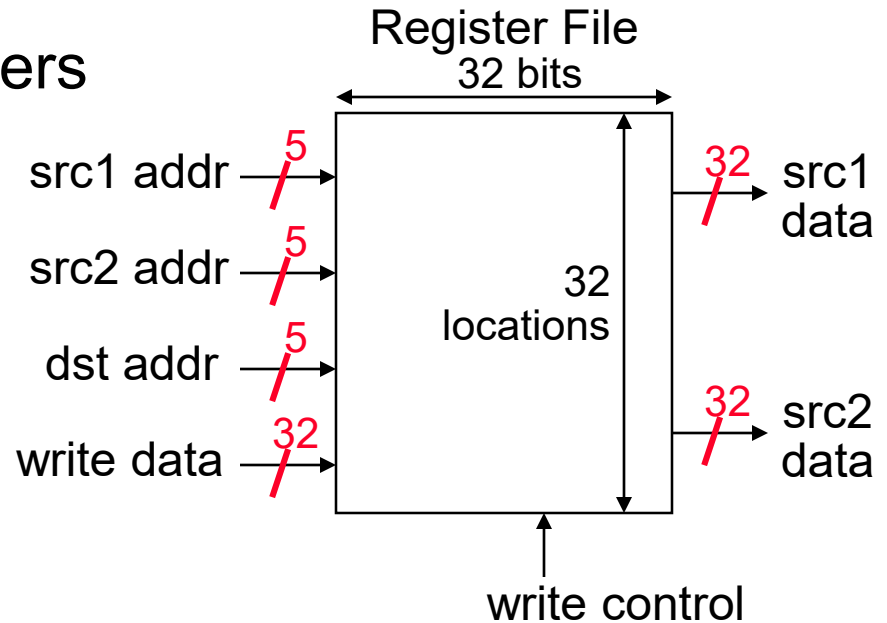 Register File
ers
32 bits
5
src1 addr
32
src1
data
5
src2 addr
32
locations
5
dst addr
32
write data
32
src2
data
write control